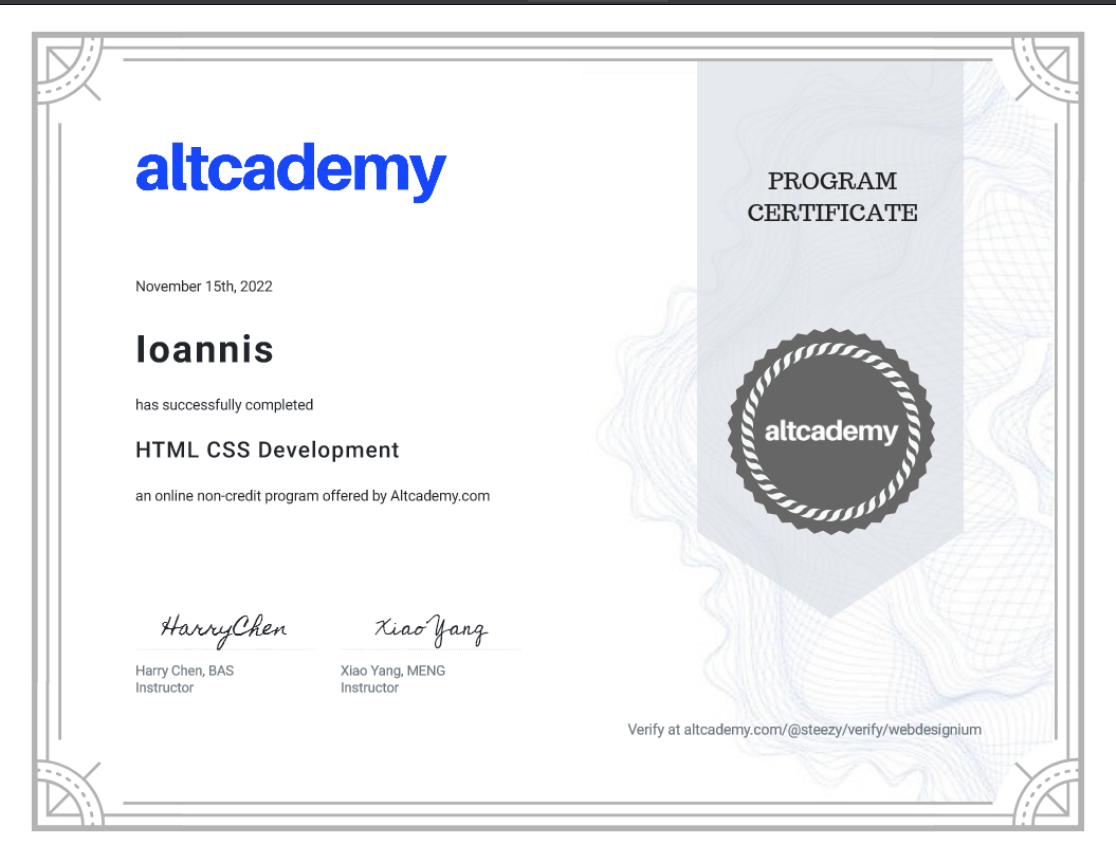 altcademy
PROGRAM
CERTIFICATE
November 15th, 2022
Ioannis
has successfully completed
HTML CSS Development
an online non-credit program offered by Altcademy.com
altcademy
HarryChen
Xiao Yang
Harry Chen, BAS
Instructor
Xiao Yang, MENG
Instructor
Verify at altcademy.com/@steezy/verify/webdesignium